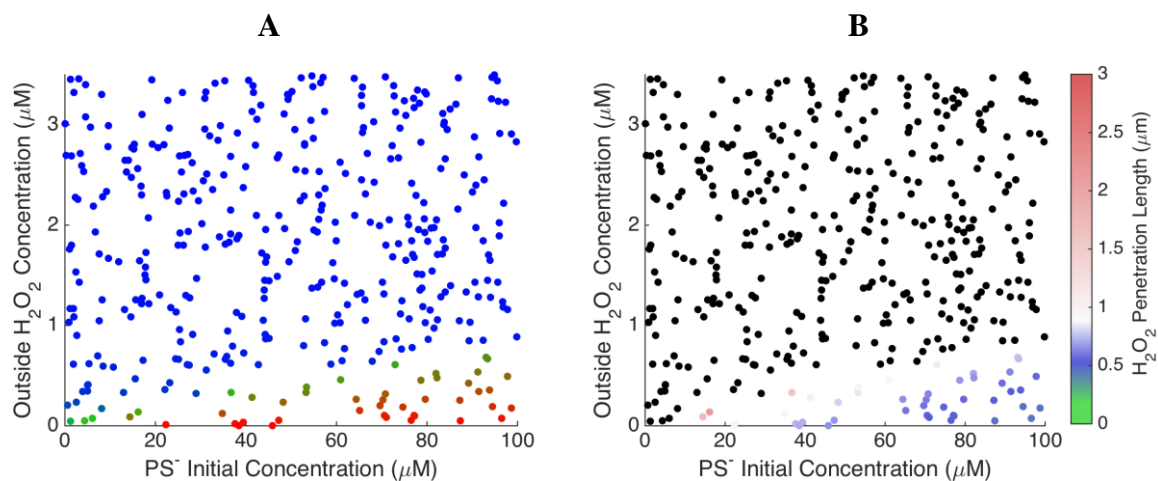 A
B
Outside H2O2 Concentration (μM)
3
2
1
0
0 20 40 60 80 100
PS- Initial Concentration (μM)
Outside H2O2 Concentration (μM)
3
2
1
0
0 20 40 60 80 100
PS- Initial Concentration (μM)
3
2.5
2
1.5
1
0.5
0
H2O2 Penetration Length (μm)